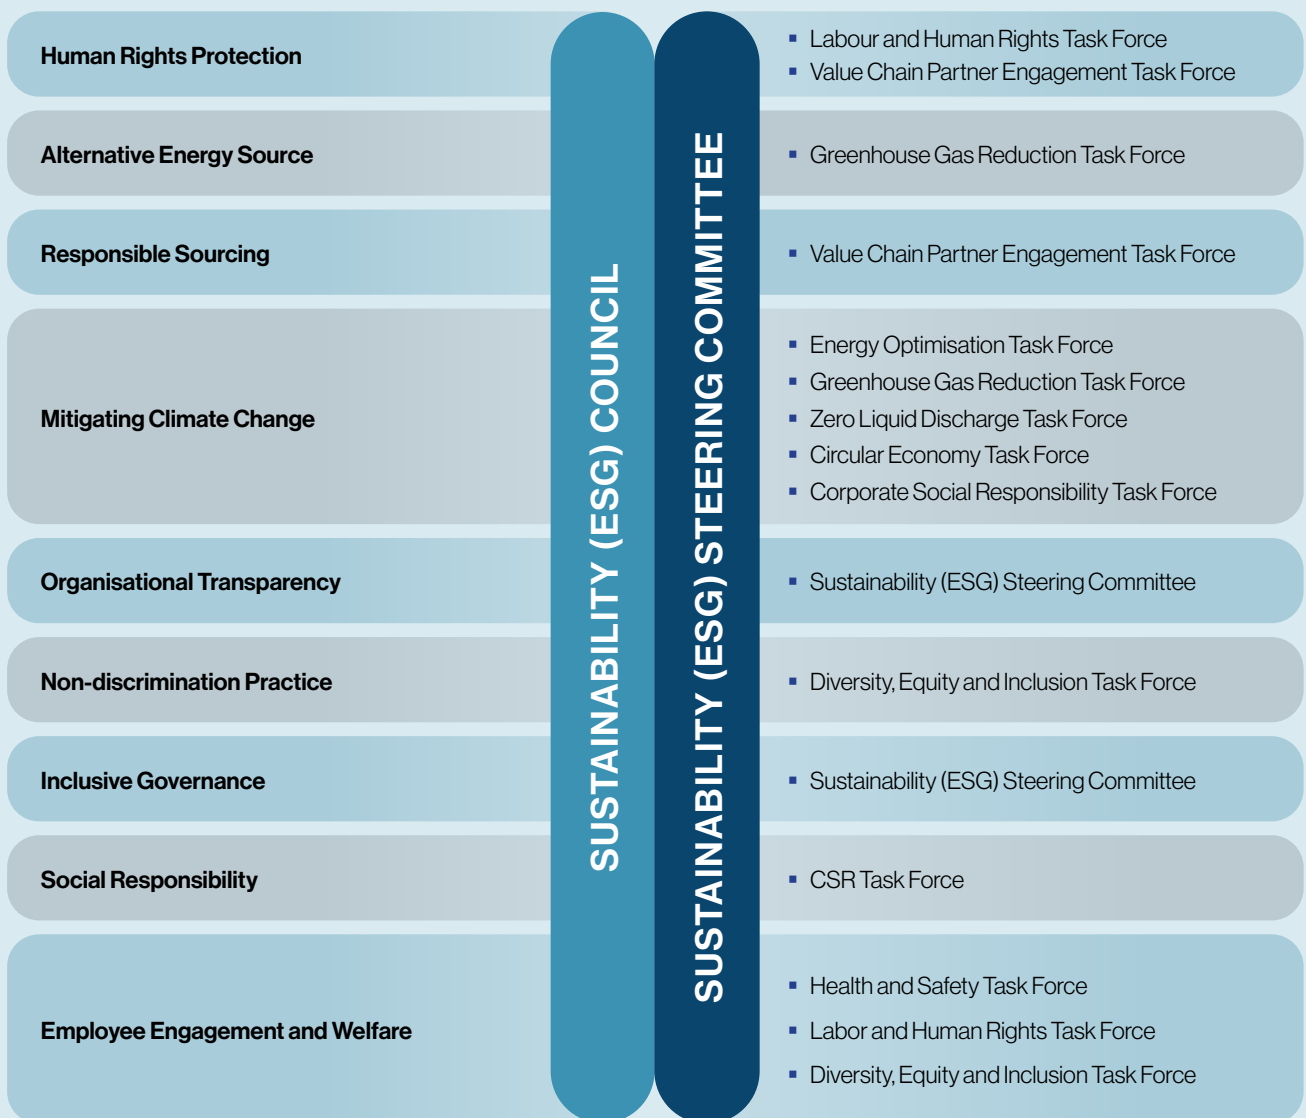 Human Rights Protection
▪ Labour and Human Rights Task Force
▪ Value Chain Partner Engagement Task Force
Alternative Energy Source
▪ Greenhouse Gas Reduction Task Force
Responsible Sourcing
▪ Value Chain Partner Engagement Task Force
Mitigating Climate Change
▪ Energy Optimisation Task Force
▪ Greenhouse Gas Reduction Task Force
▪ Zero Liquid Discharge Task Force
▪ Circular Economy Task Force
▪ Corporate Social Responsibility Task Force
Organisational Transparency
▪ Sustainability (ESG) Steering Committee
Non-discrimination Practice
▪ Diversity, Equity and Inclusion Task Force
Inclusive Governance
▪ Sustainability (ESG) Steering Committee
Social Responsibility
▪ CSR Task Force
Employee Engagement and Welfare
▪ Health and Safety Task Force
▪ Labor and Human Rights Task Force
▪ Diversity, Equity and Inclusion Task Force
SUSTAINABILITY (ESG) COUNCIL
SUSTAINABILITY (ESG) STEERING COMMITTEE